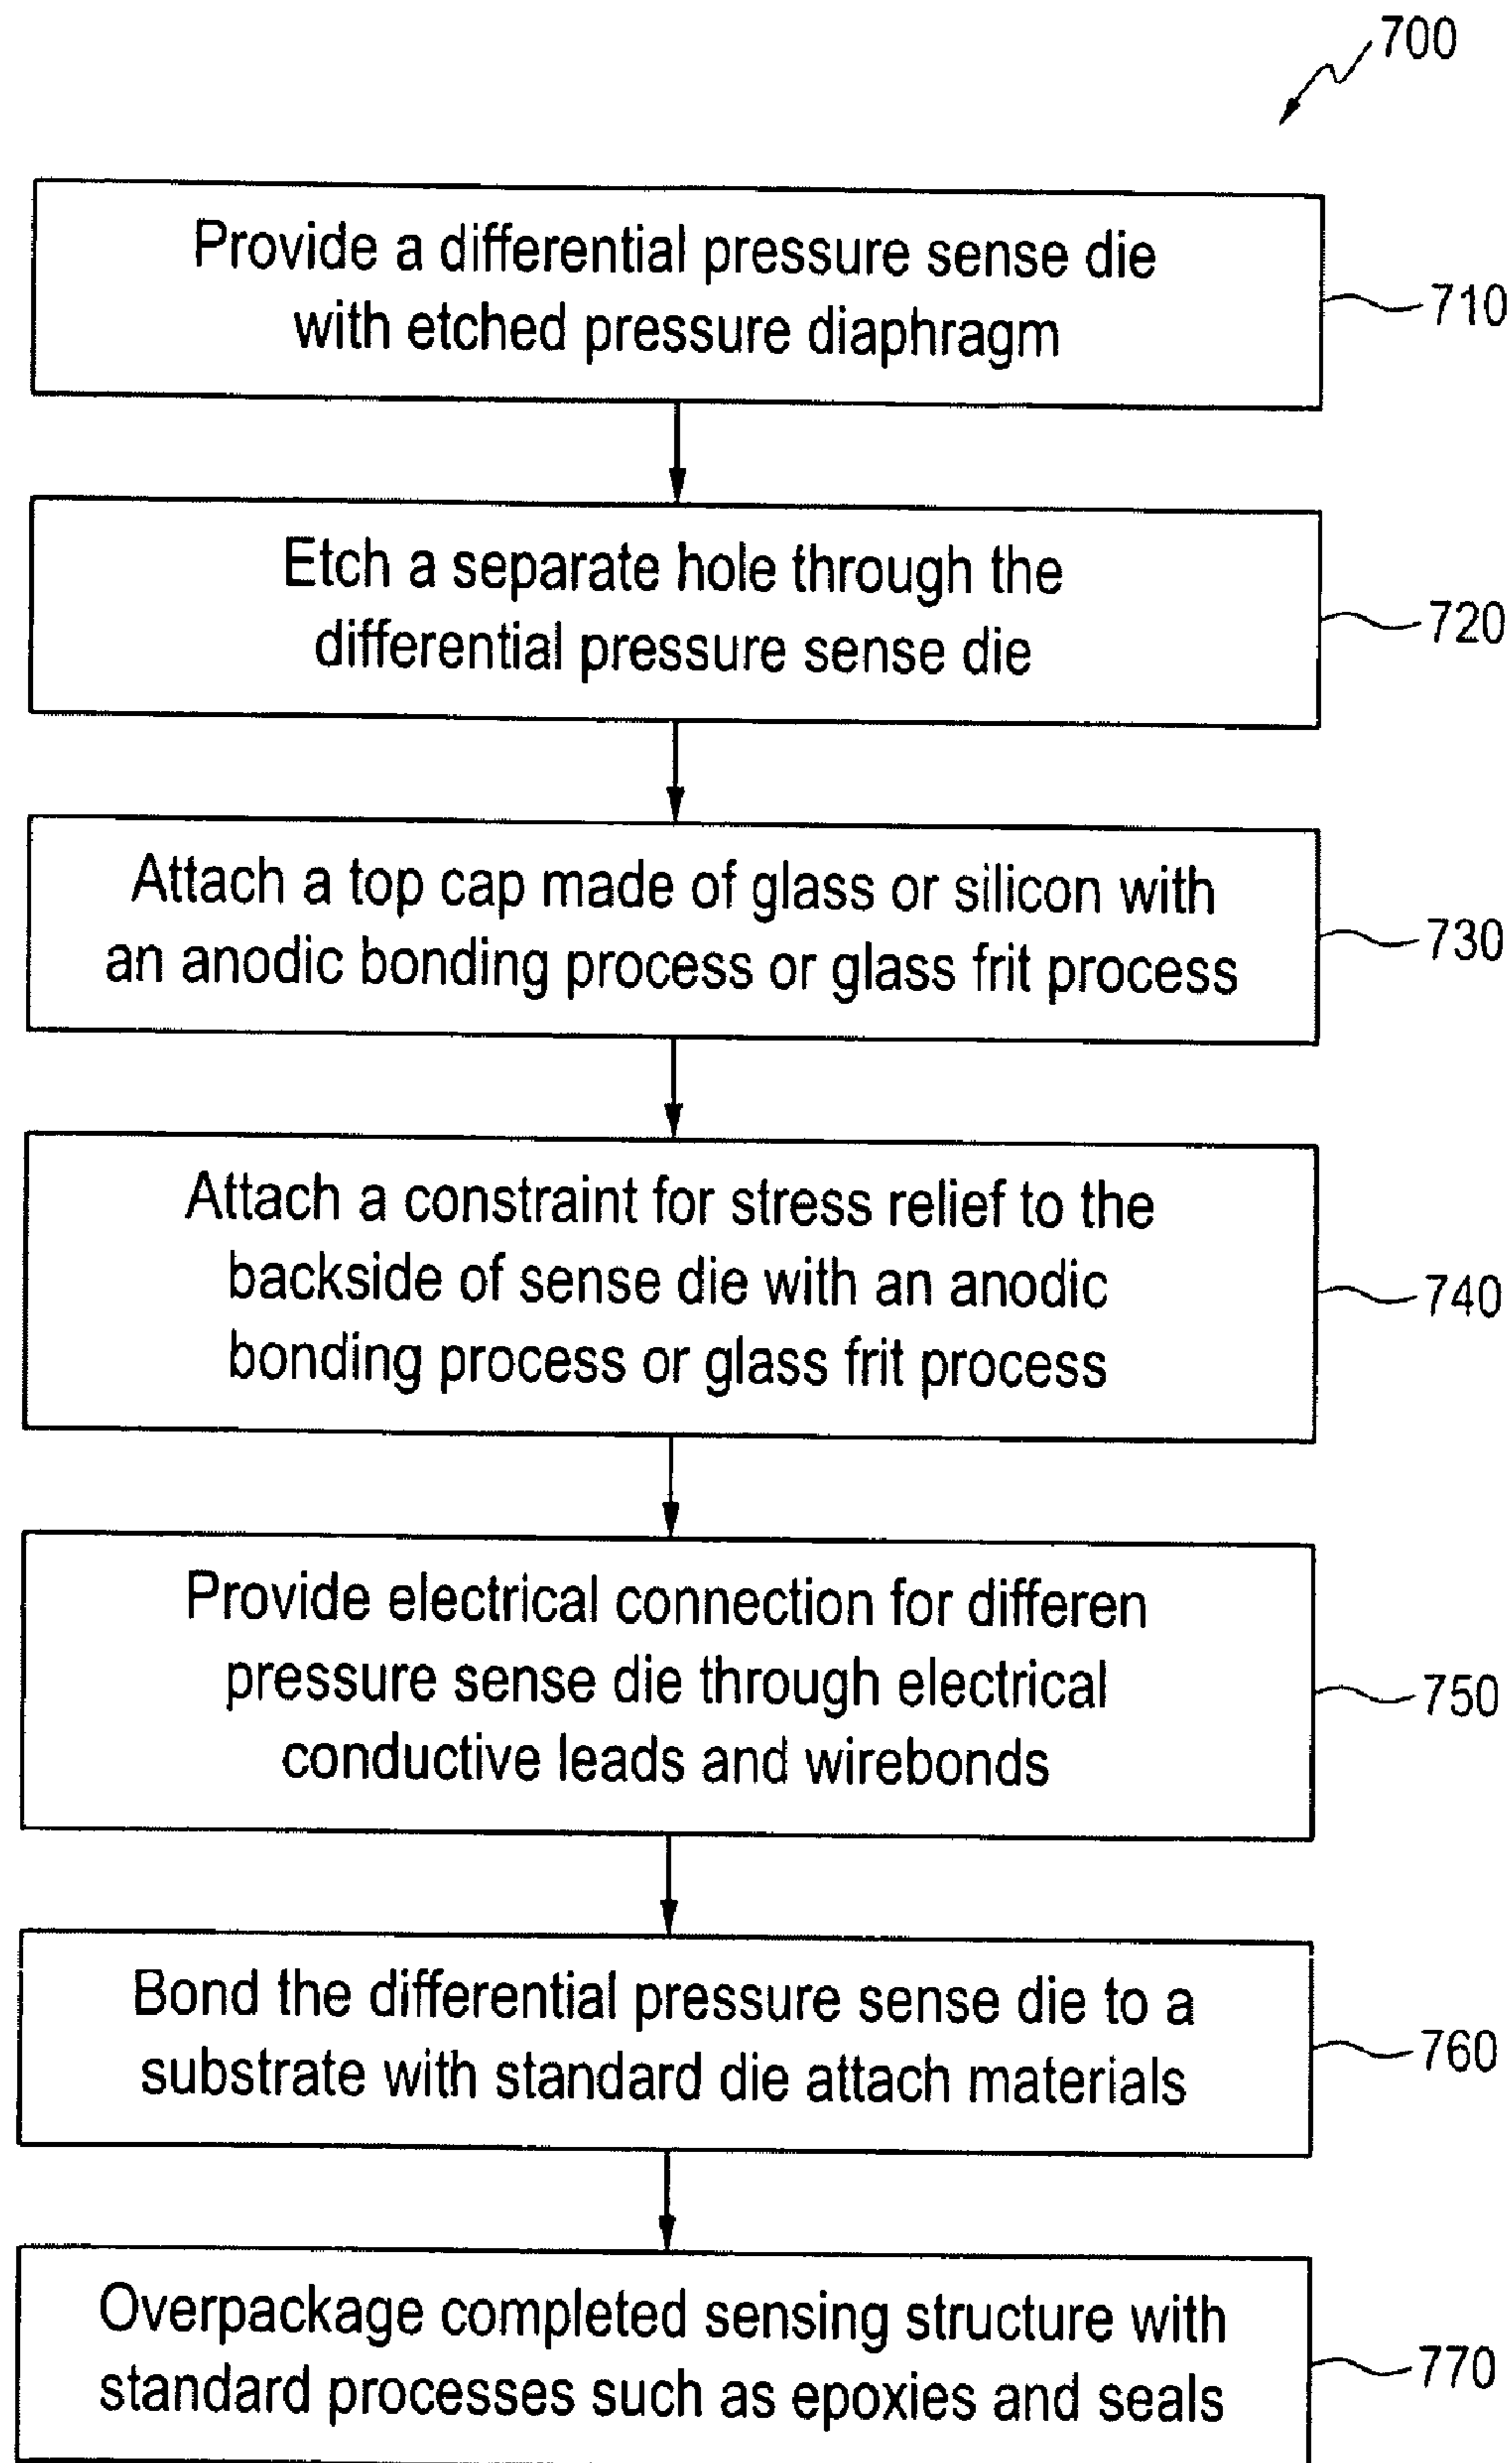 700
Provide a differential pressure sense die
with etched pressure diaphragm
710
Etch a separate hole through the
differential pressure sense die
720
Attach a top cap made of glass or silicon with
an anodic bonding process or glass frit process
730
Attach a constraint for stress relief to the
backside of sense die with an anodic
bonding process or glass frit process
740
Provide electrical connection for differen
pressure sense die through electrical
conductive leads and wirebonds
750
Bond the differential pressure sense die to a
substrate with standard die attach materials
760
Overpackage completed sensing structure with
standard processes such as epoxies and seals
770